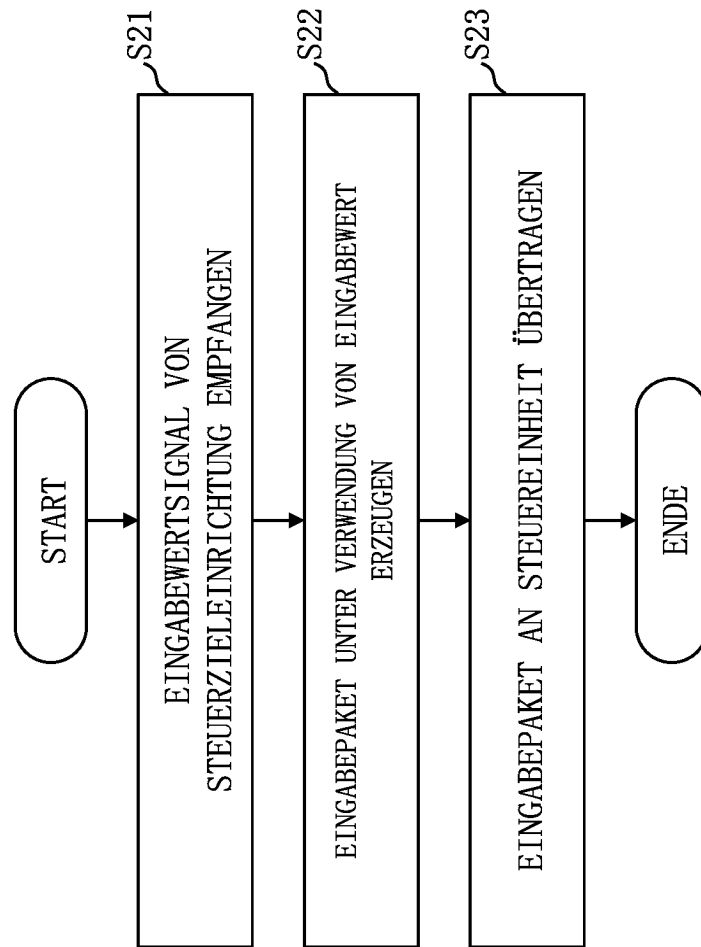 START
S21
EINGABEWERTSIGNAL VON
STEUERZIELEINRICHTUNG EMPFANGEN
S22
EINGABEPAKET UNTER VERWENDUNG VON EINGABEWERT
ERZEUGEN
S23
EINGABEPAKET AN STEUEREINHEIT ÜBERTRAGEN
ENDE